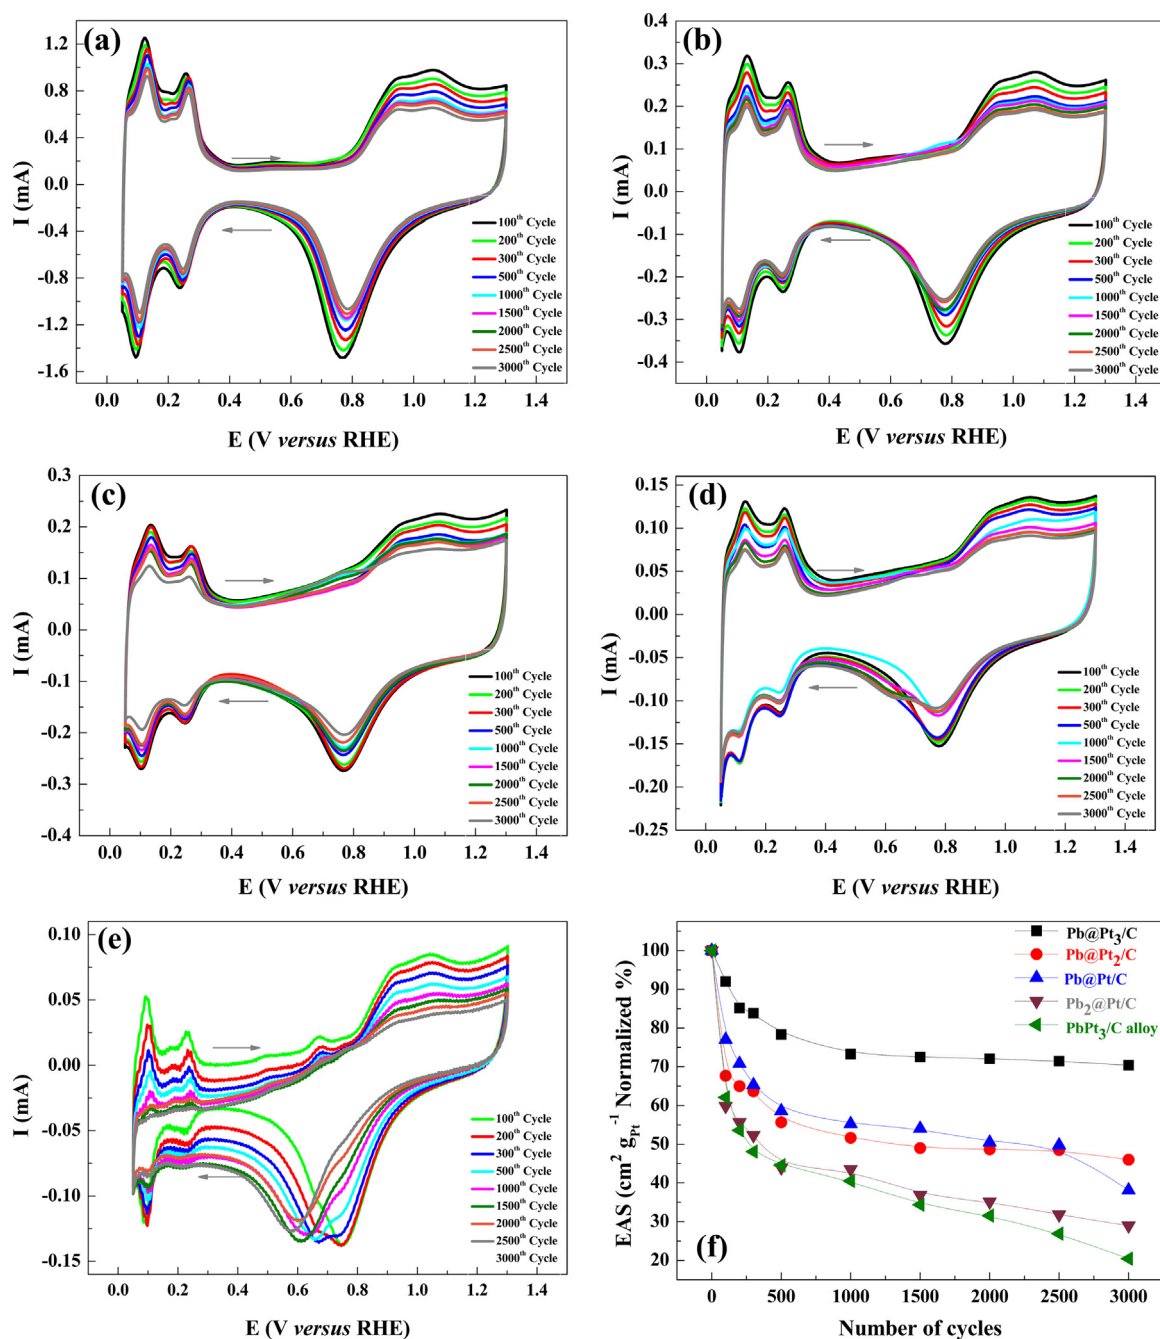 (a)
1.2
0.8
0.4
0.0
-0.4
-0.8
-1.2
-1.6
I (mA)
100th Cycle
200th Cycle
300th Cycle
500th Cycle
1000th Cycle
1500th Cycle
2000th Cycle
2500th Cycle
3000th Cycle
0.0 0.2 0.4 0.6 0.8 1.0 1.2 1.4
E (V versus RHE)
(b)
0.4
0.3
0.2
0.1
0.0
-0.1
-0.2
-0.3
-0.4
I (mA)
100th Cycle
200th Cycle
300th Cycle
500th Cycle
1000th Cycle
1500th Cycle
2000th Cycle
2500th Cycle
3000th Cycle
0.0 0.2 0.4 0.6 0.8 1.0 1.2 1.4
E (V versus RHE)
(c)
0.3
0.2
0.1
0.0
-0.1
-0.2
-0.3
-0.4
I (mA)
100th Cycle
200th Cycle
300th Cycle
500th Cycle
1000th Cycle
1500th Cycle
2000th Cycle
2500th Cycle
3000th Cycle
0.0 0.2 0.4 0.6 0.8 1.0 1.2 1.4
E (V versus RHE)
(d)
0.15
0.10
0.05
0.00
-0.05
-0.10
-0.15
-0.20
-0.25
I (mA)
100th Cycle
200th Cycle
300th Cycle
500th Cycle
1000th Cycle
1500th Cycle
2000th Cycle
2500th Cycle
3000th Cycle
0.0 0.2 0.4 0.6 0.8 1.0 1.2 1.4
E (V versus RHE)
(e)
0.10
0.05
0.00
-0.05
-0.10
-0.15
I (mA)
100th Cycle
200th Cycle
300th Cycle
500th Cycle
1000th Cycle
1500th Cycle
2000th Cycle
2500th Cycle
3000th Cycle
0.0 0.2 0.4 0.6 0.8 1.0 1.2 1.4
E (V versus RHE)
100
90
80
70
60
50
40
30
20
EAS (cm² gPt⁻¹ Normalized %)
Pb@Pt₃/C
Pb@Pt₂/C
Pb@Pt/C
Pb₂@Pt/C
PbPt₃/C alloy
(f)
0 500 1000 1500 2000 2500 3000
Number of cycles